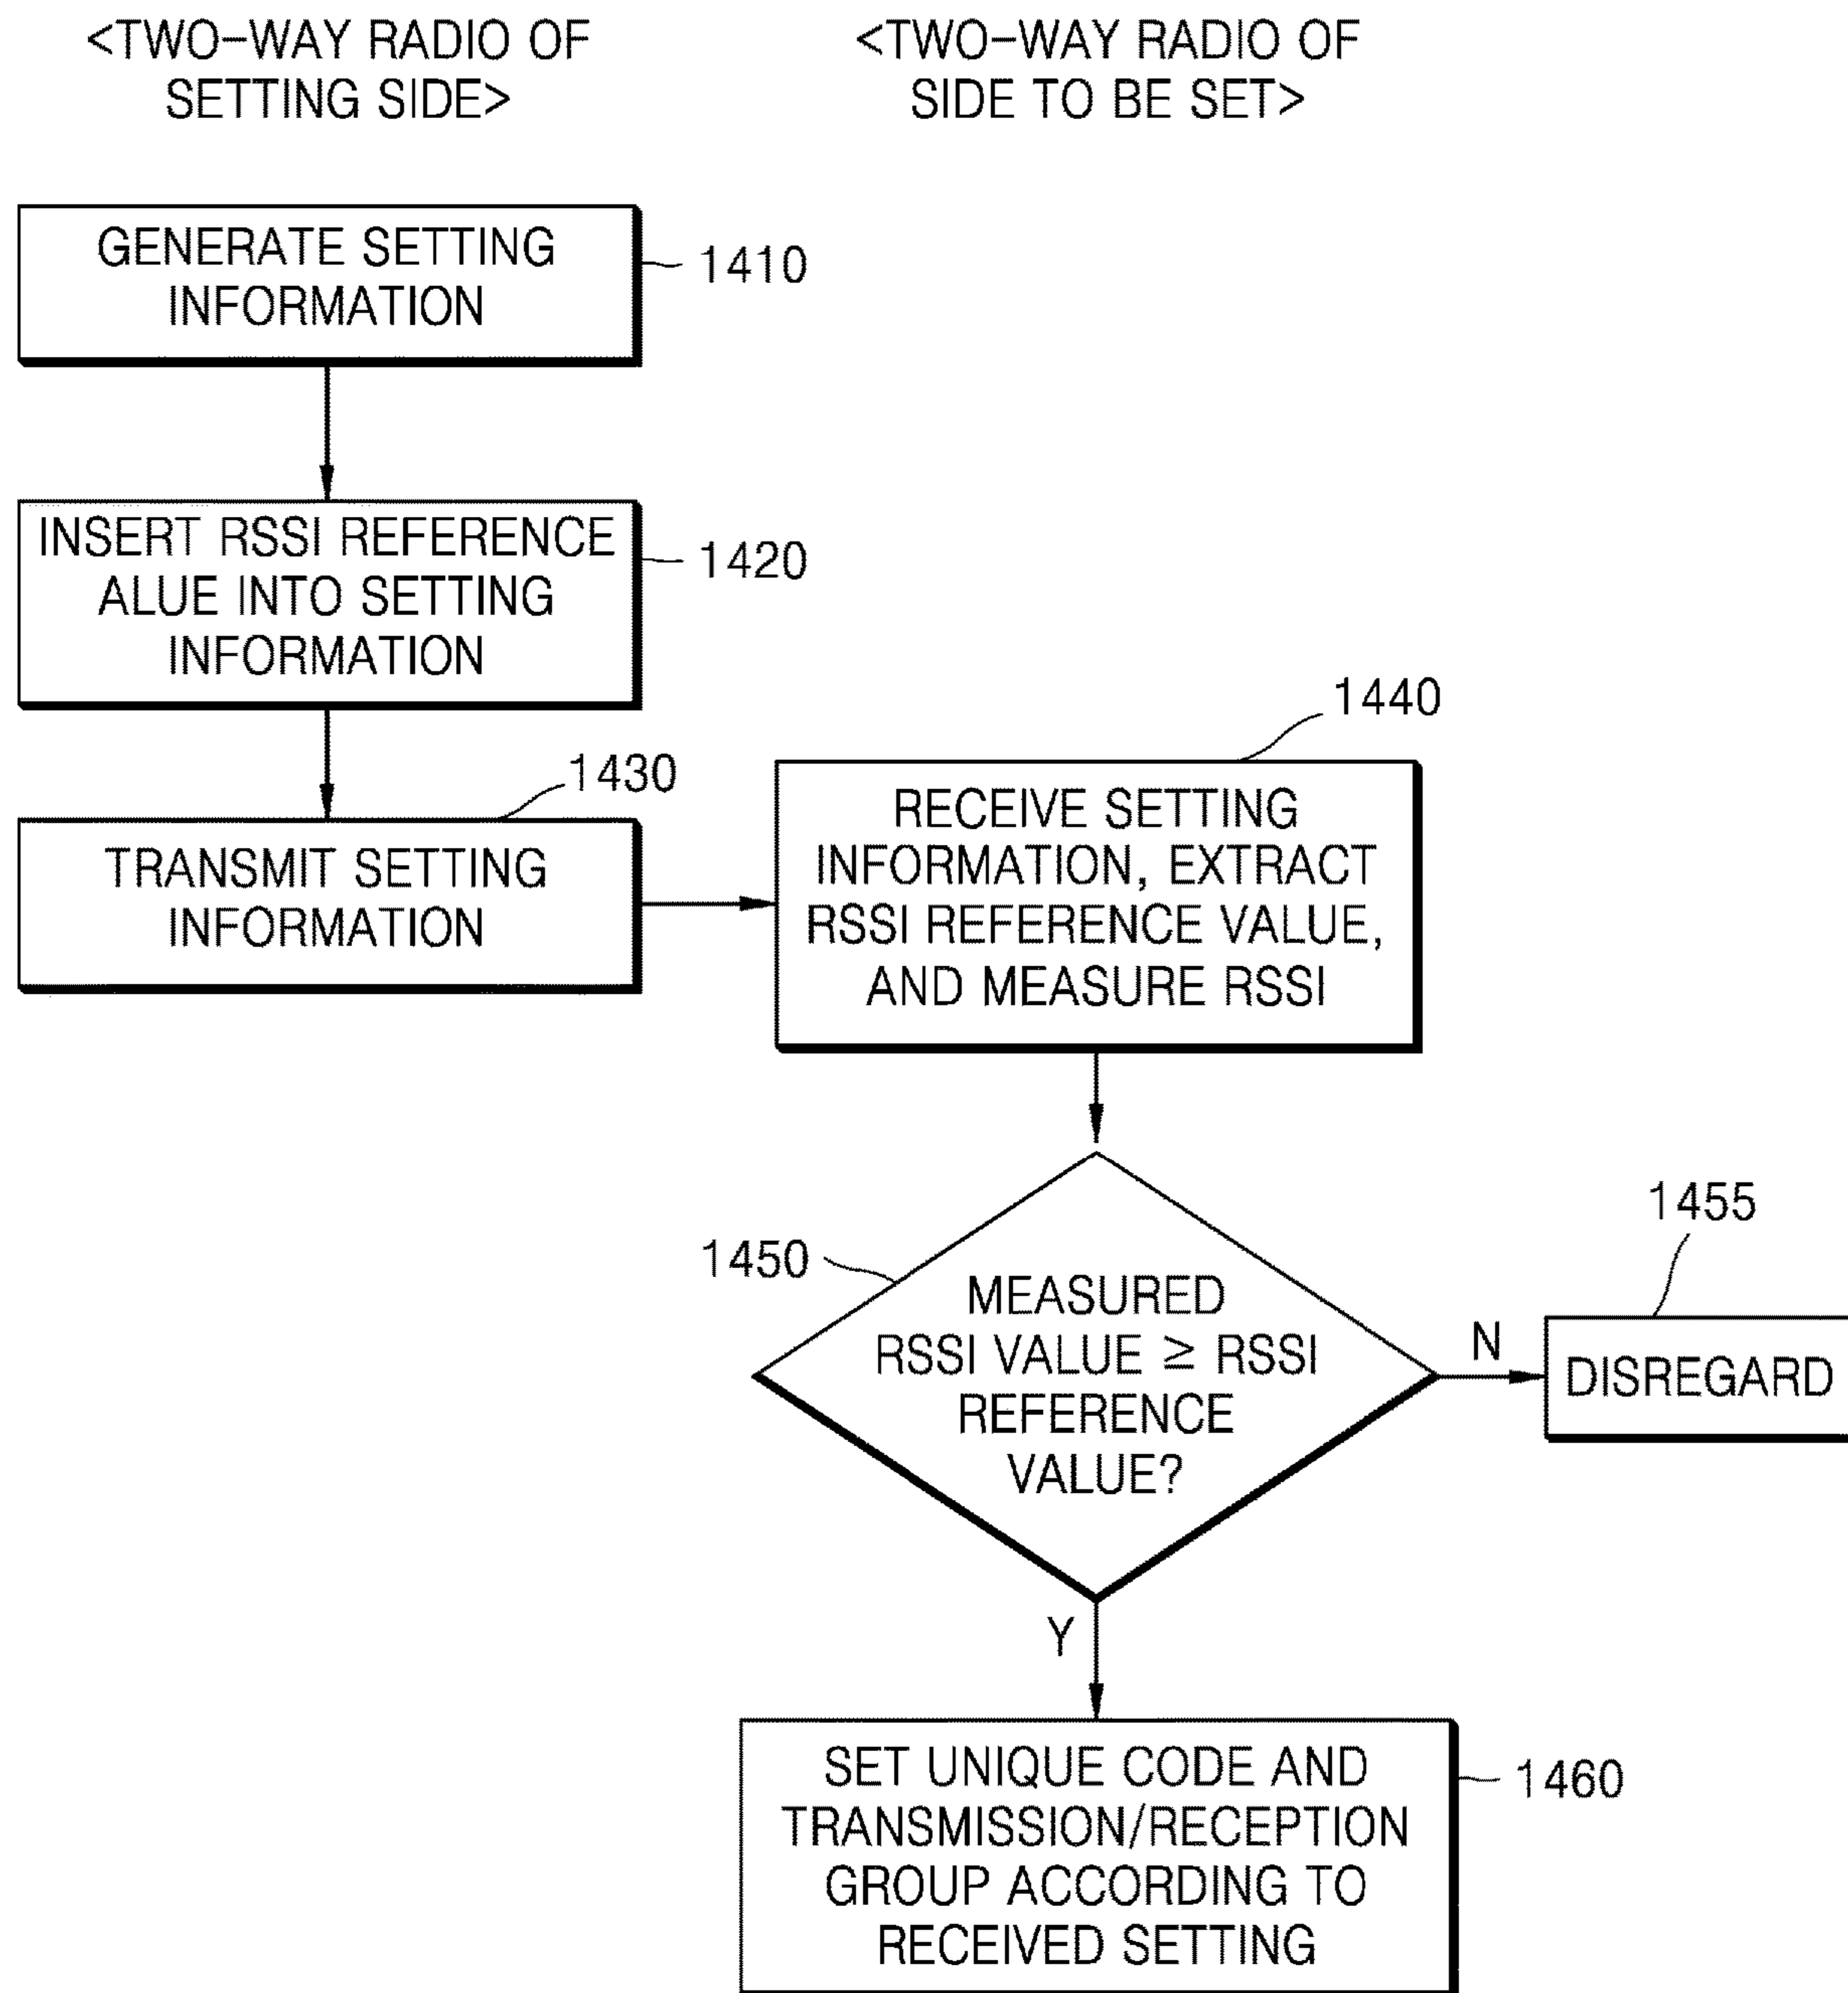 <TWO-WAY RADIO OF
SETTING SIDE>
<TWO-WAY RADIO OF
SIDE TO BE SET>
GENERATE SETTING
INFORMATION
1410
INSERT RSSI REFERENCE
ALUE INTO SETTING
INFORMATION
1420
1430
TRANSMIT SETTING
INFORMATION
1440
RECEIVE SETTING
INFORMATION, EXTRACT
RSSI REFERENCE VALUE,
AND MEASURE RSSI
1450
MEASURED
RSSI VALUE ≥ RSSI
REFERENCE
VALUE?
N
1455
DISREGARD
Y
SET UNIQUE CODE AND
TRANSMISSION/RECEPTION
GROUP ACCORDING TO
RECEIVED SETTING
1460